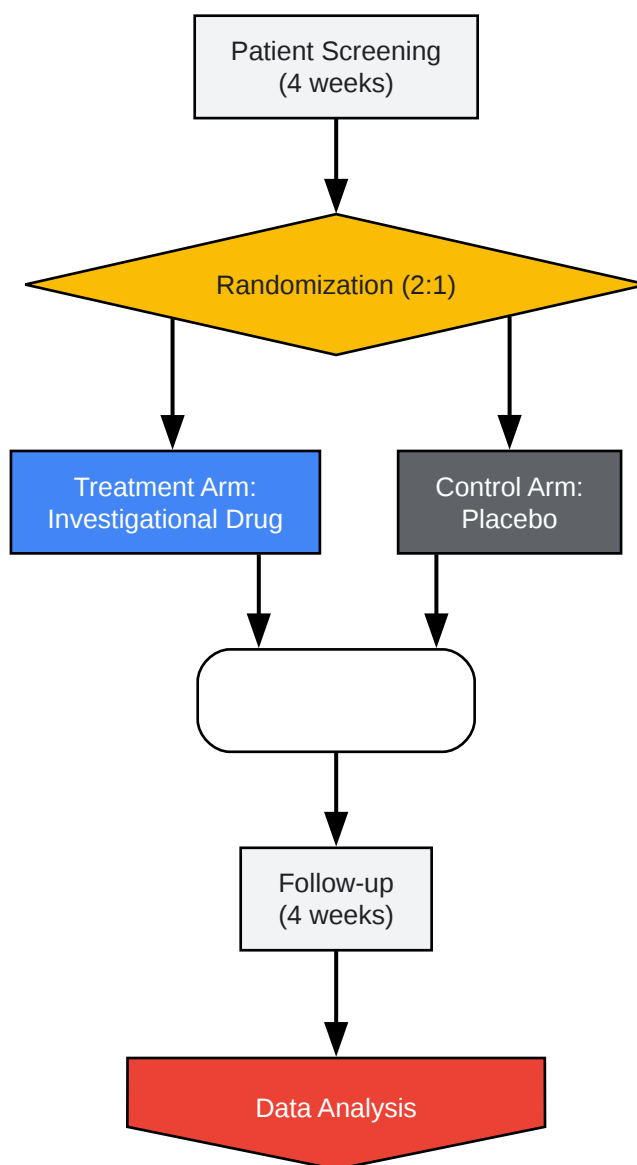 Patient Screening
(4 weeks)
Randomization (2:1)
Treatment Arm:
Investigational Drug
Control Arm:
Placebo
Follow-up
(4 weeks)
Data Analysis